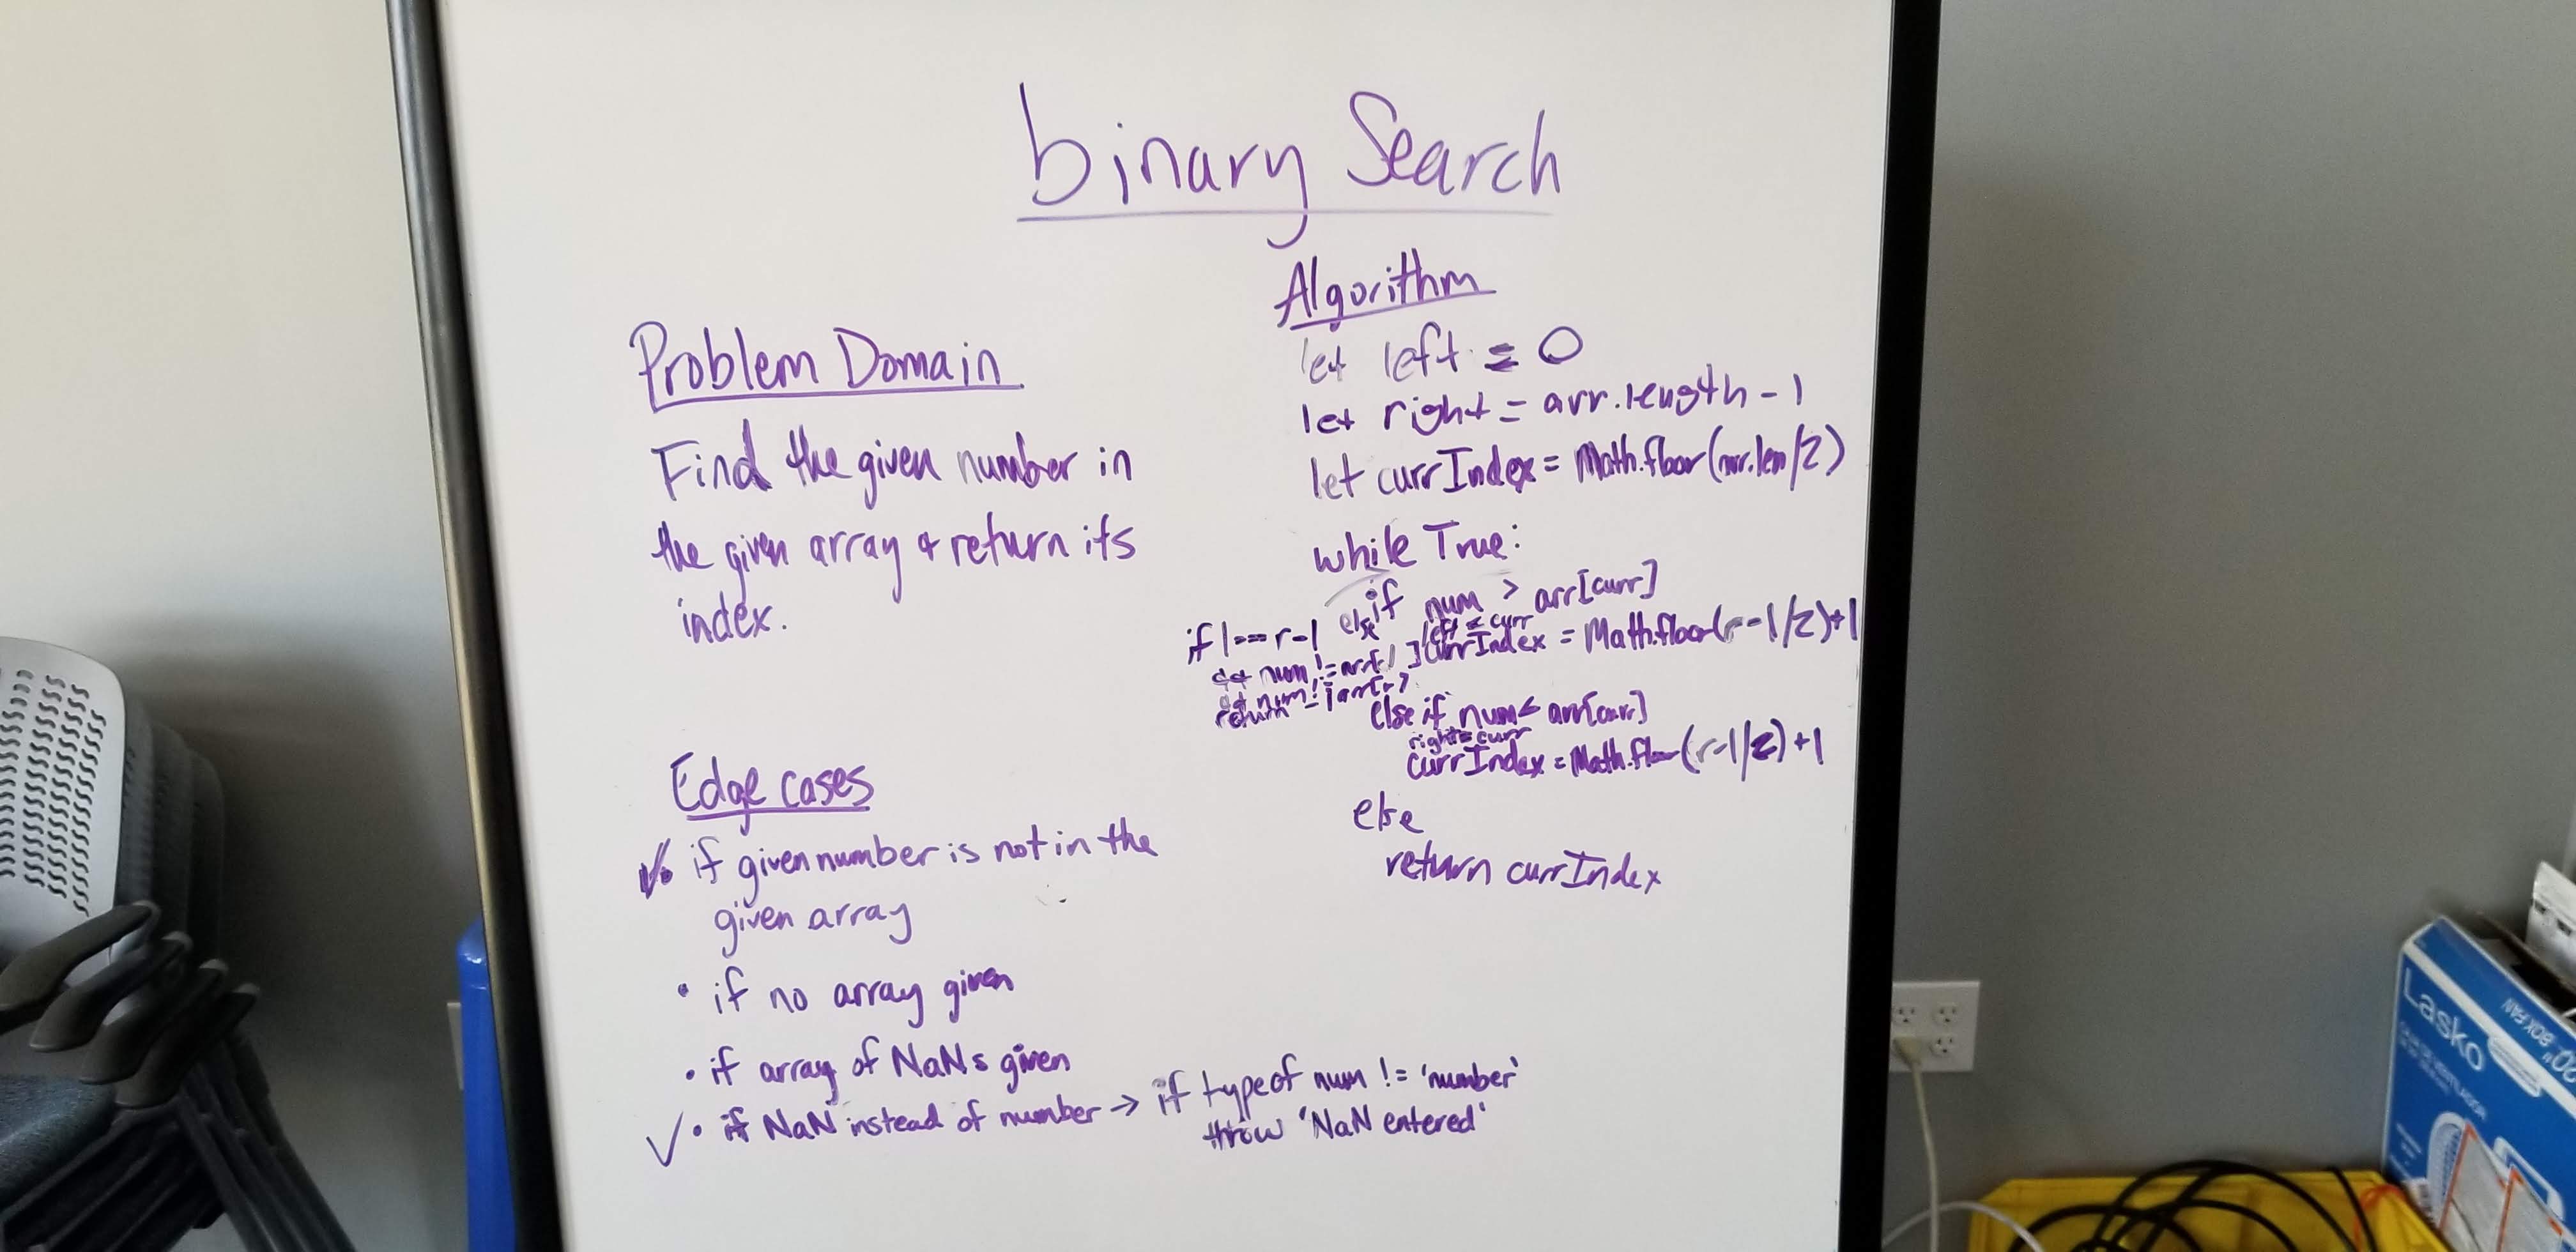 binary Search
Problem Domain
Find the given number in
the given array & return its
index.
Edge cases
if given number is not in the
given array
• if no array given
• if array of NaNs given
• if NaN instead of number → if typeof num != 'number'
throw 'NaN entered'
Algorithm
let left = 0
let right = arr.length - 1
let currIndex = Math.floor(arr.len/2)
while True:
if l === r-1
&& num != arr[l]
&& num != arr[r]
return -1
else if num > arr[curr]
left = curr
currIndex = Math.floor(r-l/2)+1
else if num < arr[curr]
right = curr
currIndex = Math.floor(r-l/2)+1
else
return currIndex
Lasko
BOX FAN